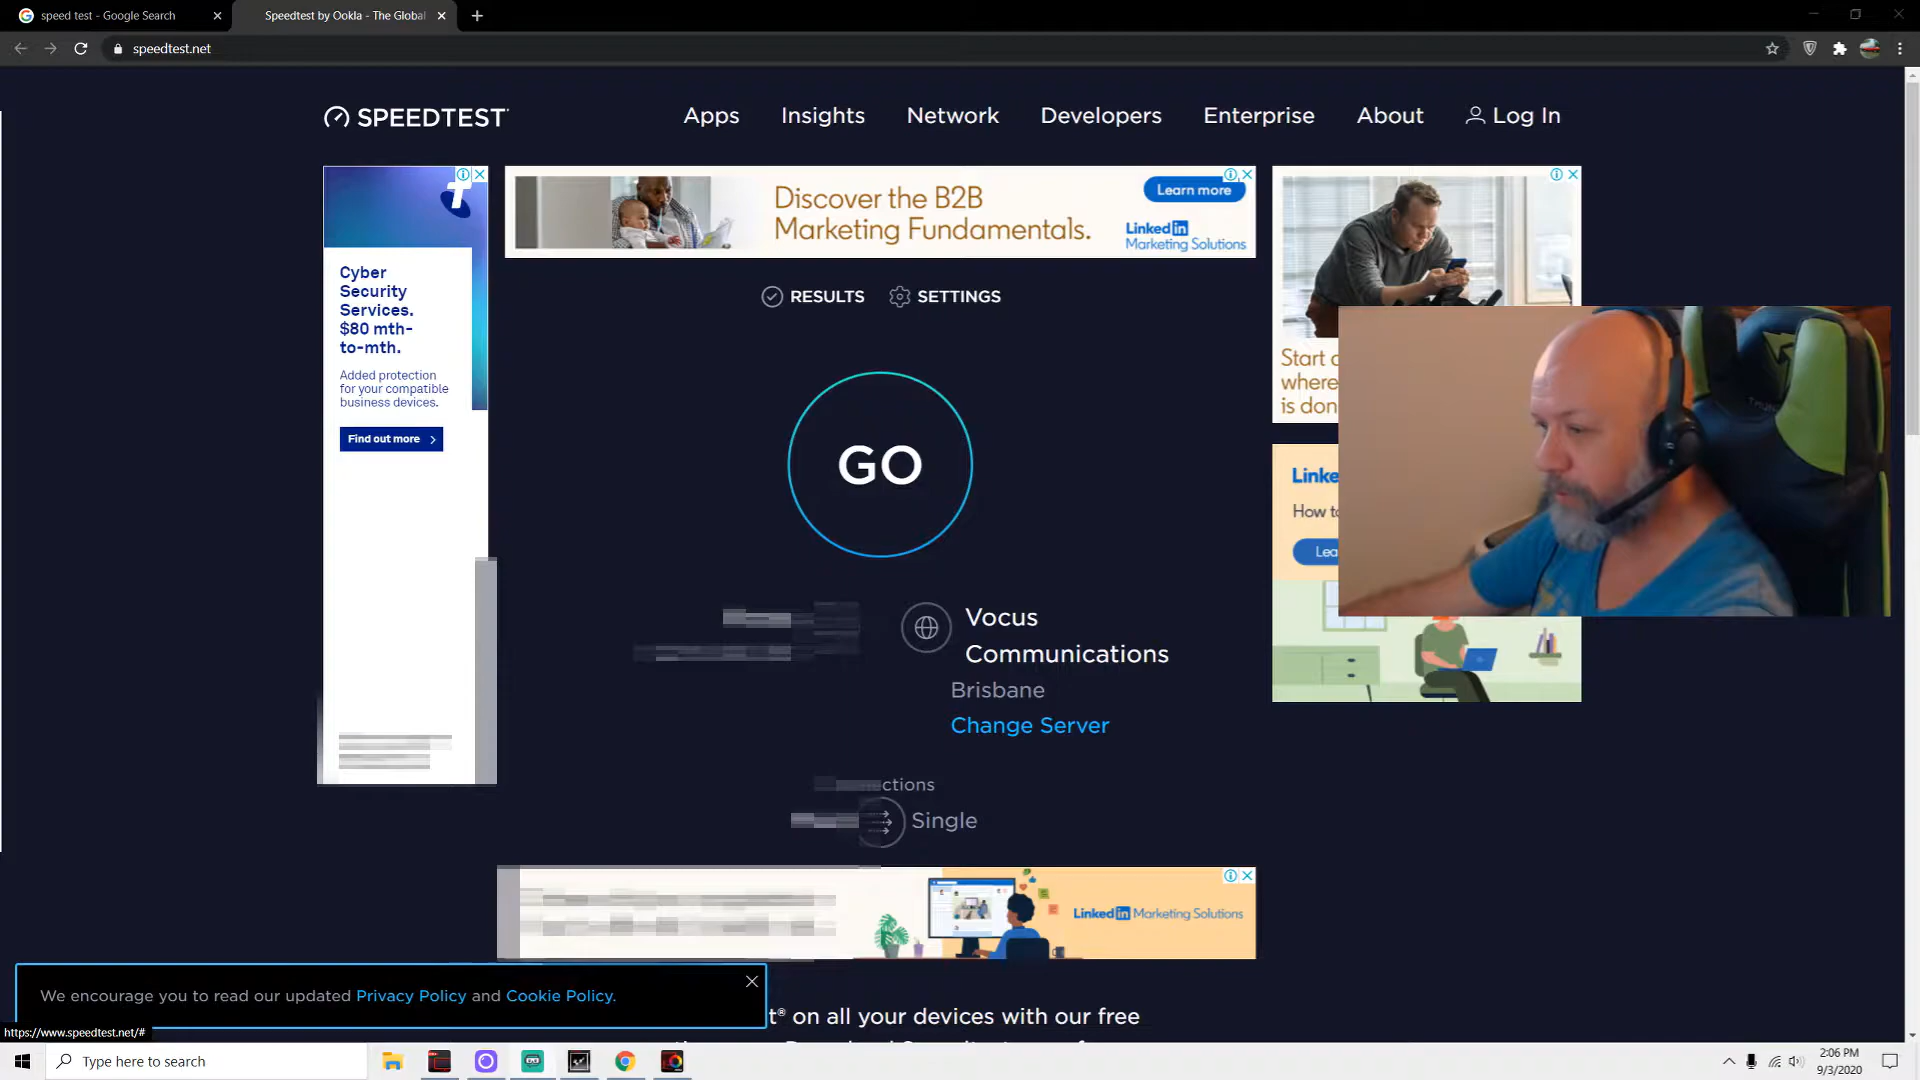 speed test - Google Search
Speedtest by Ookla - The Global
speedtest.net
SPEEDTEST
Apps
Insights
Network
Developers
Enterprise
About
Log In
Cyber
Security
Services.
$80 mth-
to-mth.
Added protection
for your compatible
business devices.
Find out more
Discover the B2B
Marketing Fundamentals.
Learn more
Linked in
Marketing Solutions
Start
where
is don
Linke
How to
Lea
RESULTS
SETTINGS
GO
Vocus
Communications
Brisbane
Change Server
ctions
Single
Linked in Marketing Solutions
We encourage you to read our updated Privacy Policy and Cookie Policy.
t® on all your devices with our free
https://www.speedtest.net/#
Type here to search
2:06 PM
9/3/2020